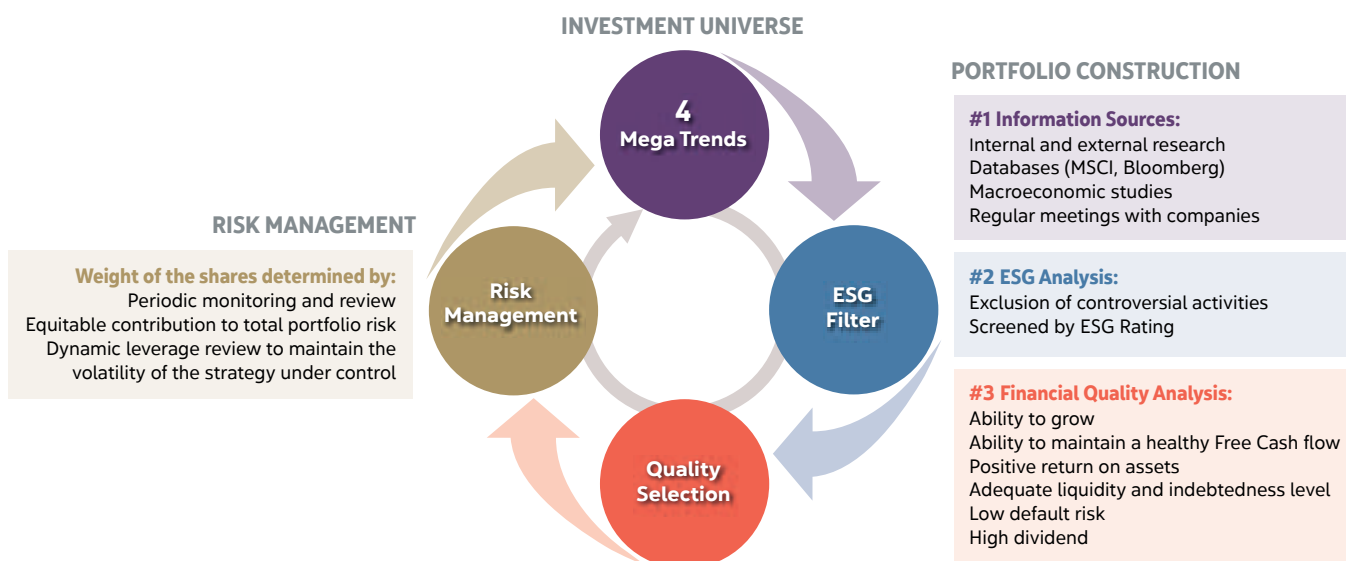 INVESTMENT UNIVERSE
4
Mega Trends
ESG
Filter
Quality
Selection
Risk
Management
PORTFOLIO CONSTRUCTION
#1 Information Sources:
Internal and external research
Databases (MSCI, Bloomberg)
Macroeconomic studies
Regular meetings with companies
#2 ESG Analysis:
Exclusion of controversial activities
Screened by ESG Rating
#3 Financial Quality Analysis:
Ability to grow
Ability to maintain a healthy Free Cash flow
Positive return on assets
Adequate liquidity and indebtedness level
Low default risk
High dividend
RISK MANAGEMENT
Weight of the shares determined by:
Periodic monitoring and review
Equitable contribution to total portfolio risk
Dynamic leverage review to maintain the
volatility of the strategy under control